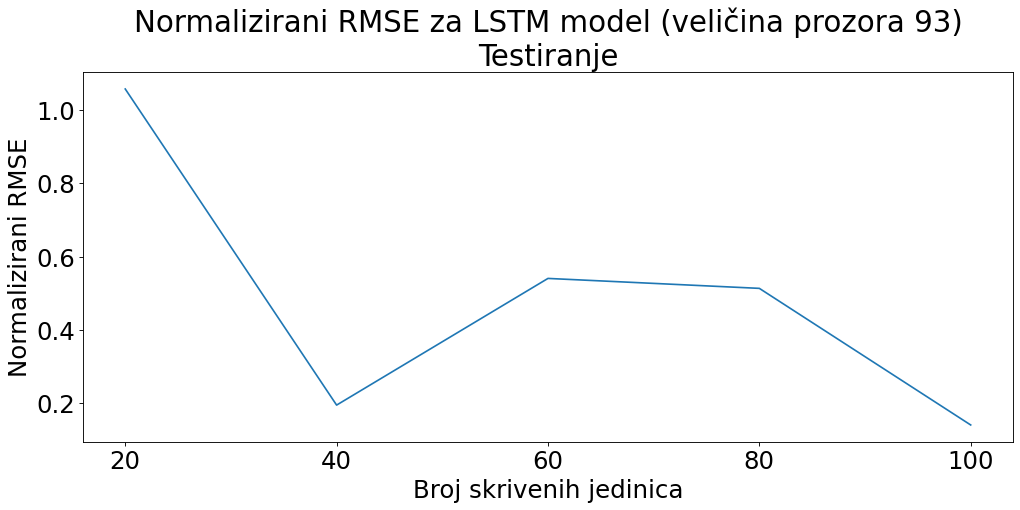 Normalizirani RMSE za LSTM model (veličina prozora 93)
Testiranje
Normalizirani RMSE
1.0
0.8
0.6
0.4
0.2
20 40 60 80 100
Broj skrivenih jedinica